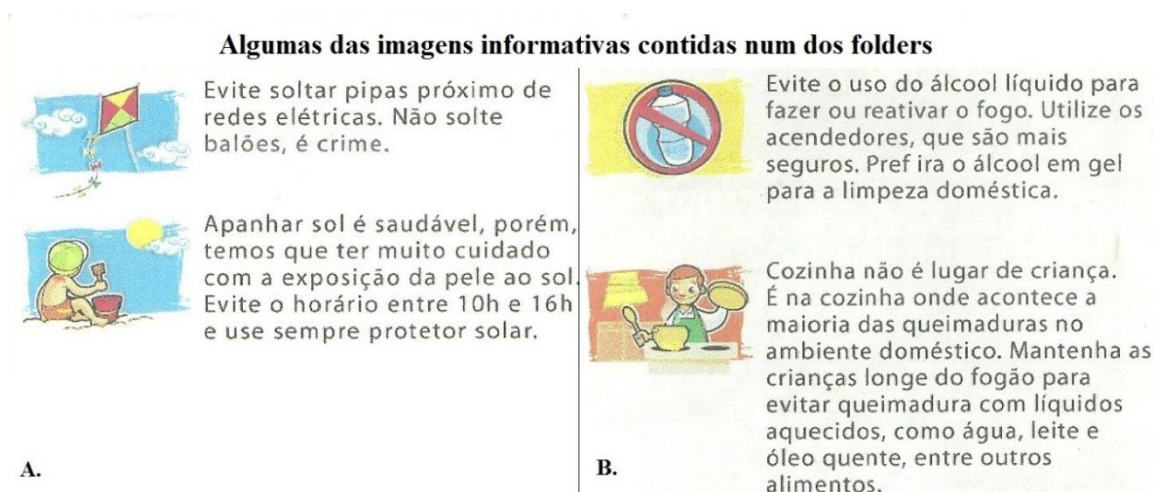 Algumas das imagens informativas contidas num dos folders
Evite soltar pipas próximo de
redes elétricas. Não solte
balões, é crime.
Apanhar sol é saudável, porém,
temos que ter muito cuidado
com a exposição da pele ao sol.
Evite o horário entre 10h e 16h
e use sempre protetor solar.
A.
Evite o uso do álcool líquido para
fazer ou reativar o fogo. Utilize os
acendedores, que são mais
seguros. Pref ira o álcool em gel
para a limpeza doméstica.
Cozinha não é lugar de criança.
É na cozinha onde acontece a
maioria das queimaduras no
ambiente doméstico. Mantenha as
crianças longe do fogão para
evitar queimadura com líquidos
aquecidos, como água, leite e
óleo quente, entre outros
alimentos.
B.